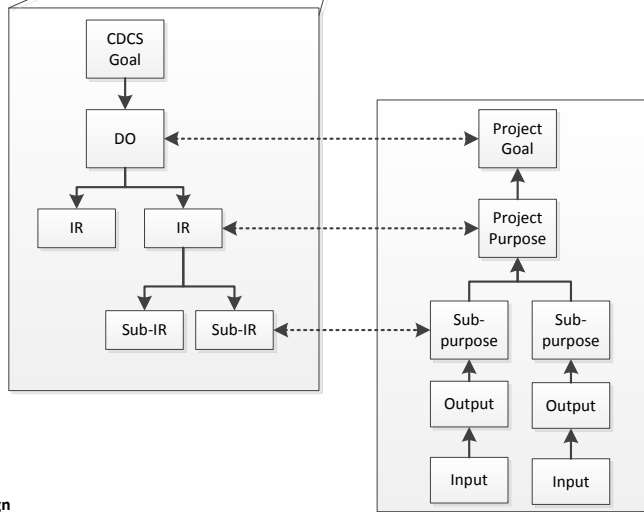 CDCS
Goal
DO
IR
IR
Sub-IR
Sub-IR
Project
Goal
Project
Purpose
Sub-
purpose
Sub-
purpose
Output
Output
Input
Input
gn